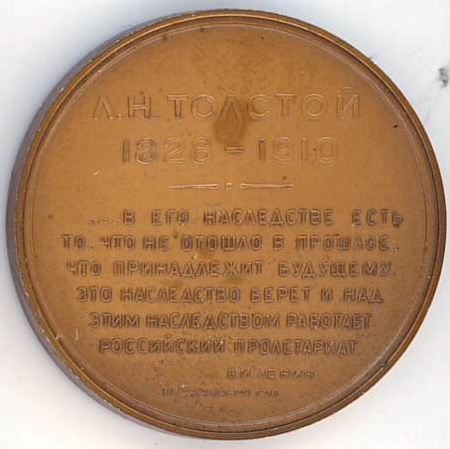 Л.Н. ТОЛСТОЙ
1828 – 1910
..... В ЕГО НАСЛЕДСТВЕ ЕСТЬ
ТО, ЧТО НЕ ОТОШЛО В ПРОШЛОЕ,
ЧТО ПРИНАДЛЕЖИТ БУДУЩЕМУ.
ЭТО НАСЛЕДСТВО БЕРЕТ И НАД
ЭТИМ НАСЛЕДСТВОМ РАБОТАЕТ
РОССИЙСКИЙ ПРОЛЕТАРИАТ
В.И. ЛЕНИН